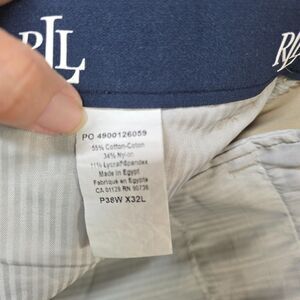 RLL
RLL
PO 4900126059
55% Cotton-Coton
34% Nylon
11% Lycra® Spandex
Made in Egypt
Fabriqué en Egypte
CA 01129 RN 90736
P38W X32L